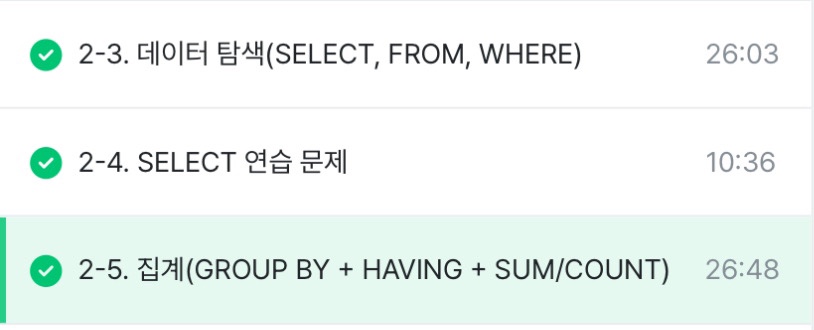 2-3. 데이터 탐색(SELECT, FROM, WHERE) 26:03
2-4. SELECT 연습 문제 10:36
2-5. 집계(GROUP BY + HAVING + SUM/COUNT) 26:48